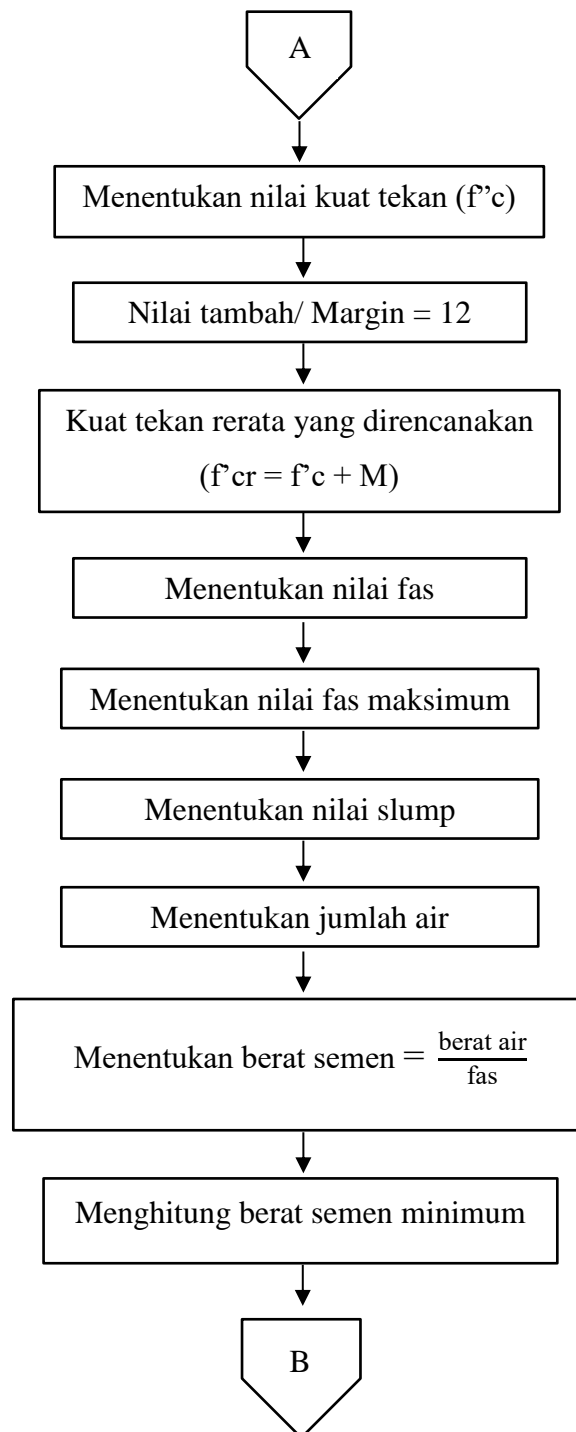 A
Menentukan nilai kuat tekan (f”c)
Nilai tambah/ Margin = 12
Kuat tekan rerata yang direncanakan
(f’cr = f’c + M)
Menentukan nilai fas
Menentukan nilai fas maksimum
Menentukan nilai slump
Menentukan jumlah air
Menentukan berat semen = berat air / fas
Menghitung berat semen minimum
B